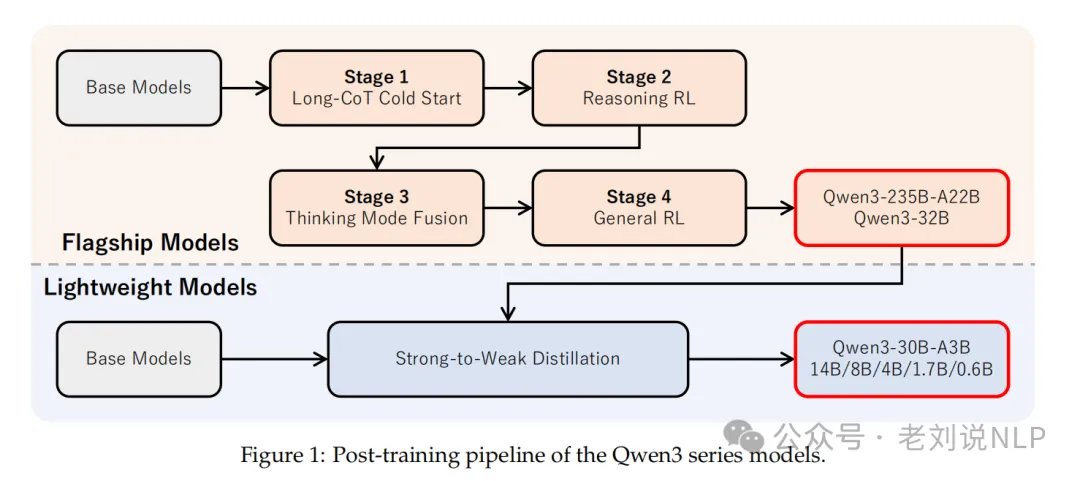 Base Models
Stage 1
Long-CoT Cold Start
Stage 2
Reasoning RL
Stage 3
Thinking Mode Fusion
Stage 4
General RL
Qwen3-235B-A22B
Qwen3-32B
Flagship Models
Lightweight Models
Base Models
Strong-to-Weak Distillation
Qwen3-30B-A3B
14B/8B/4B/1.7B/0.6B
公众号 · 老刘说NLP
Figure 1: Post-training pipeline of the Qwen3 series models.